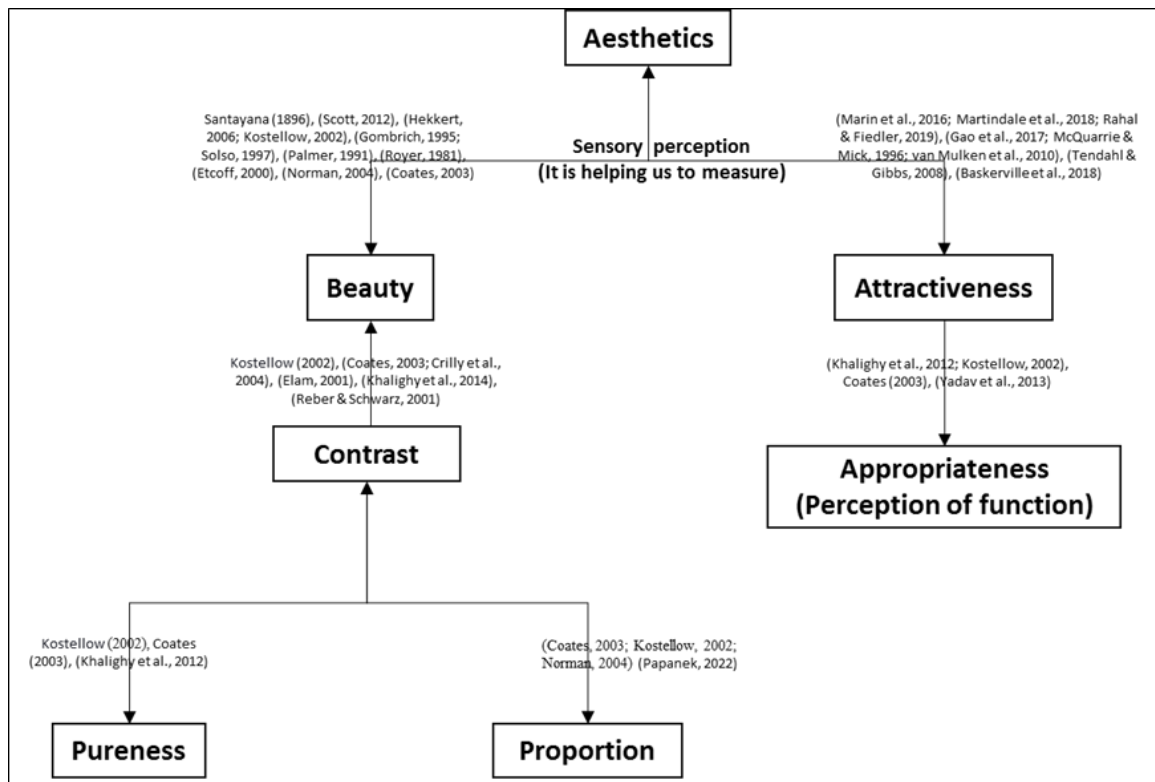 Aesthetics
Santayana (1896), (Scott, 2012), (Hekkert,
2006; Kostellow, 2002), (Gombrich, 1995;
Solso, 1997), (Palmer, 1991), (Royer, 1981),
(Etcoff, 2000), (Norman, 2004), (Coates, 2003)
Sensory perception
(It is helping us to measure)
(Marin et al., 2016; Martindale et al., 2018; Rahal
& Fiedler, 2019), (Gao et al., 2017; McQuarrie &
Mick, 1996; van Mulken et al., 2010), (Tendahl &
Gibbs, 2008), (Baskerville et al., 2018)
Beauty
Attractiveness
Kostellow (2002), (Coates, 2003; Crilly et al.,
2004), (Elam, 2001), (Khalighy et al., 2014),
(Reber & Schwarz, 2001)
(Khalighy et al., 2012; Kostellow, 2002),
Coates (2003), (Yadav et al., 2013)
Contrast
Appropriateness
(Perception of function)
Kostellow (2002), Coates
(2003), (Khalighy et al., 2012)
(Coates, 2003; Kostellow, 2002;
Norman, 2004) (Papanek, 2022)
Pureness
Proportion